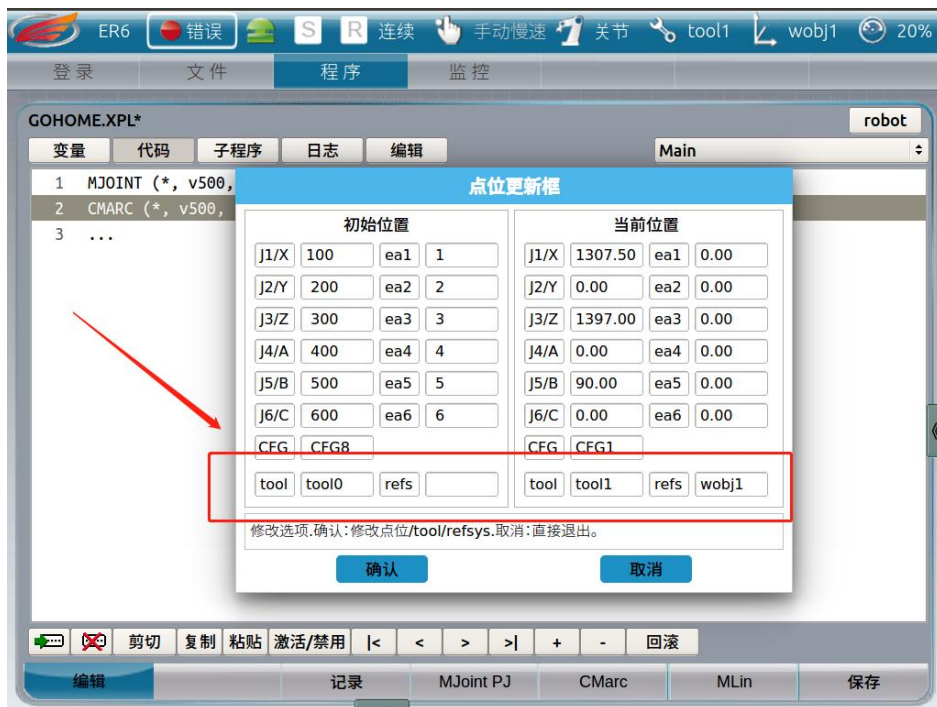 ER6 错误 S R 连续 手动慢速 关节 tool1 wobj1 20%
登录 文件 程序 监控
GOHOME.XPL* robot
变量 代码 子程序 日志 编辑 Main
1 MJOINT (*, v500,
2 CMARC (*, v500,
3 ...
点位更新框
初始位置 当前位置
J1/X 100 ea1 1 J1/X 1307.50 ea1 0.00
J2/Y 200 ea2 2 J2/Y 0.00 ea2 0.00
J3/Z 300 ea3 3 J3/Z 1397.00 ea3 0.00
J4/A 400 ea4 4 J4/A 0.00 ea4 0.00
J5/B 500 ea5 5 J5/B 90.00 ea5 0.00
J6/C 600 ea6 6 J6/C 0.00 ea6 0.00
CFG CFG8 CFG CFG1
tool tool0 refs tool tool1 refs wobj1
修改选项.确认:修改点位/tool/refsys.取消:直接退出。
确认 取消
剪切 复制 粘贴 激活/禁用 |< < > >| + - 回滚
编辑 记录 MJoint PJ CMarc MLin 保存